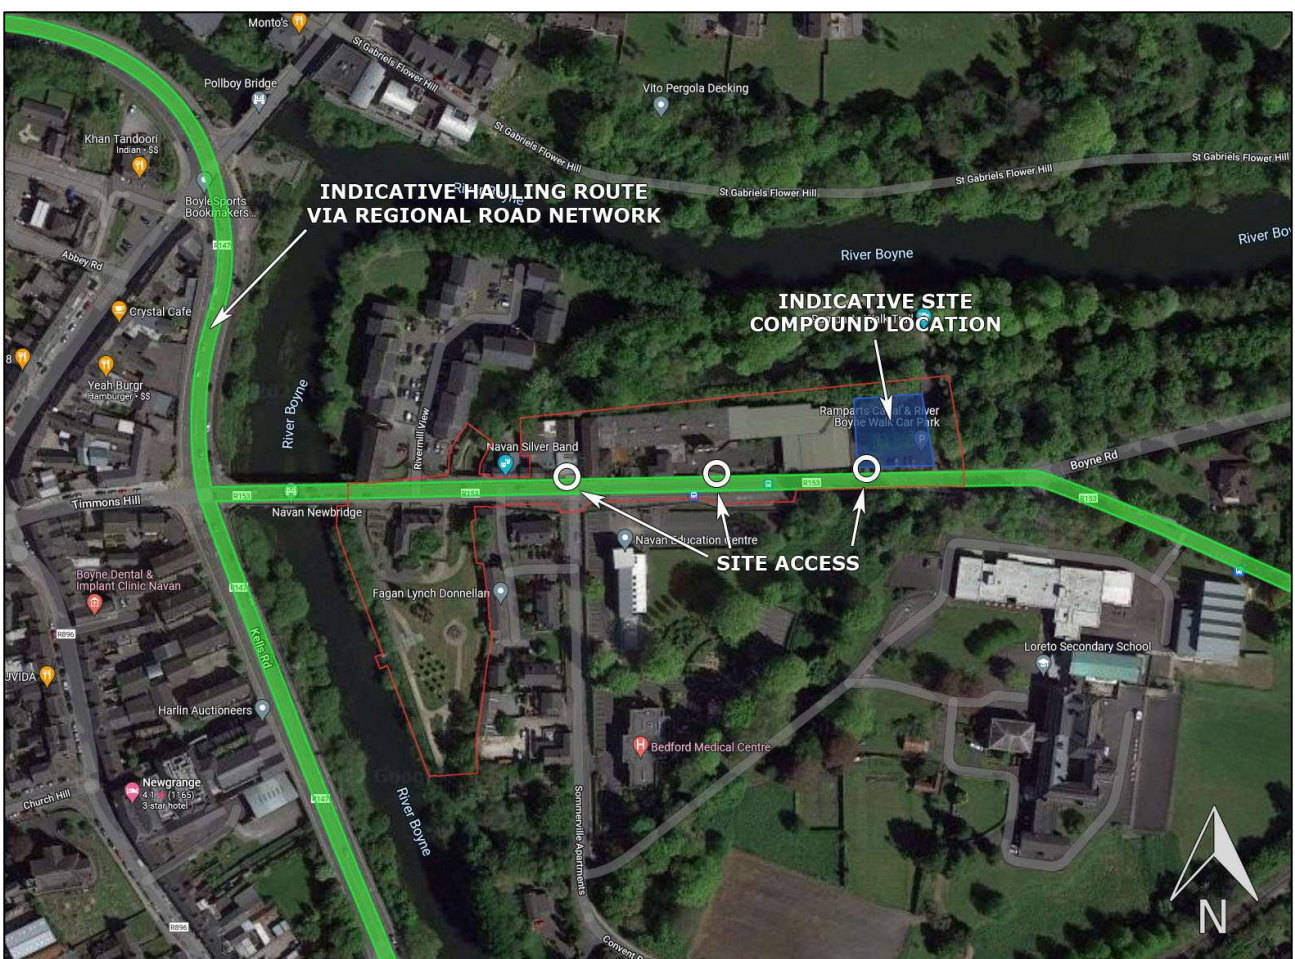 Monto's
St Gabriels Flower Hill
Pollboy Bridge
Vito Pergola Decking
Khan Tandoori
Indian • $$
St Gabriels Flower Hill
St Gabriels Flower Hill
St Gabriels Flower Hill
St Gabriels Flower Hill
INDICATIVE HAULING ROUTE
VIA REGIONAL ROAD NETWORK
BoyleSports
Bookmakers...
River Boyne
River Boy
R147
Abbey Rd
INDICATIVE SITE
COMPOUND LOCATION
Crystal Cafe
8
Yeah Burgr
Hamburger • $$
River Boyne
Rivermill View
Ramparts Canal & River
Boyne Walk Car Park
P
Navan Silver Band
Boyne Rd
Timmons Hill
R153
R153
R153
R153
Navan Newbridge
Navan Education Centre
SITE ACCESS
Boyne Dental &
Implant Clinic Navan
R147
Fagan Lynch Donnellan
R896
Kells Rd
Loreto Secondary School
UVIDA
Harlin Auctioneers
H
Bedford Medical Centre
Newgrange
4.1 (1165)
3-star hotel
R147
Church Hill
River Boyne
Sommerville Apartments
R896
N